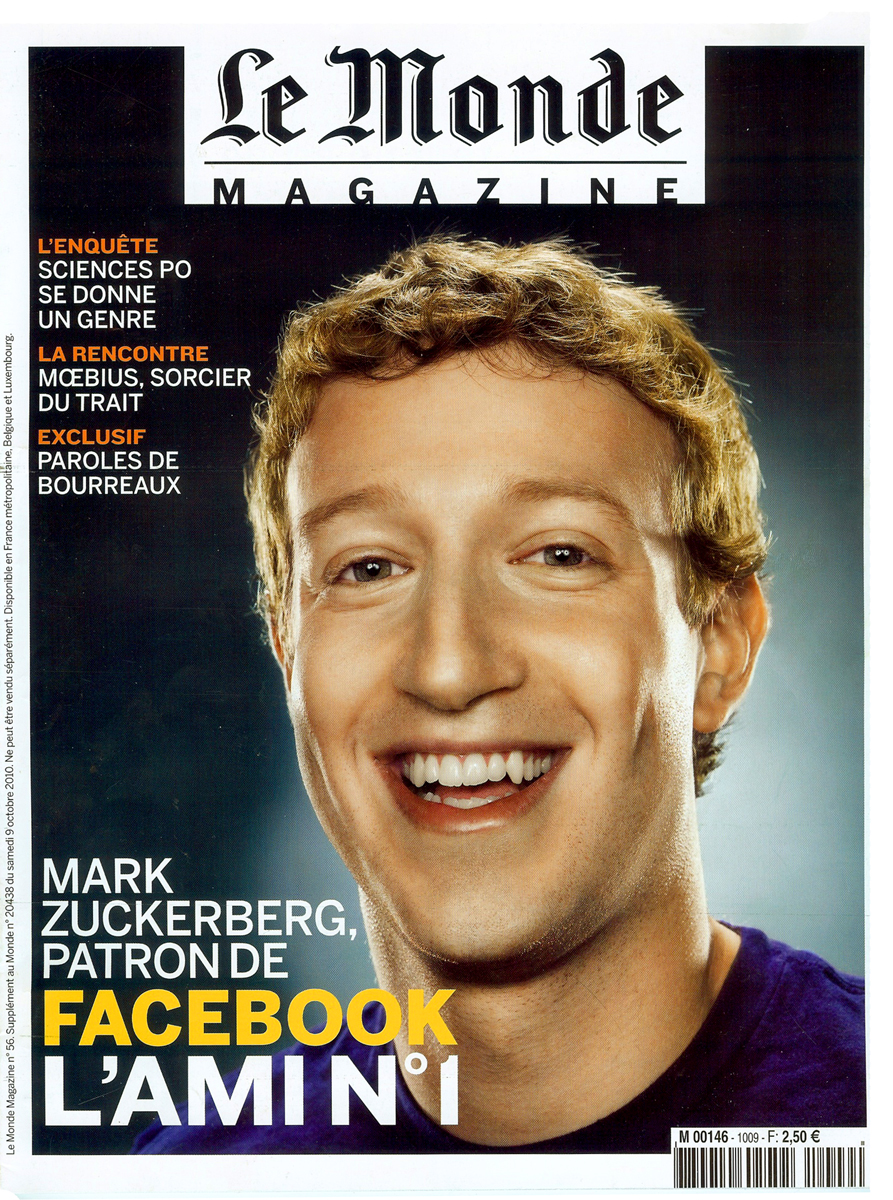 Le Monde
MAGAZINE
L'ENQUÊTE
SCIENCES PO
SE DONNE
UN GENRE
LA RENCONTRE
MŒBIUS, SORCIER
DU TRAIT
EXCLUSIF
PAROLES DE
BOURREAUX
MARK
ZUCKERBERG,
PATRON DE
FACEBOOK
L'AMI N°1
Le Monde Magazine n° 56. Supplément au Monde n° 20438 du samedi 9 octobre 2010. Ne peut être vendu séparément. Disponible en France métropolitaine, Belgique et Luxembourg.
M 00146 - 1009 - F: 2,50 €